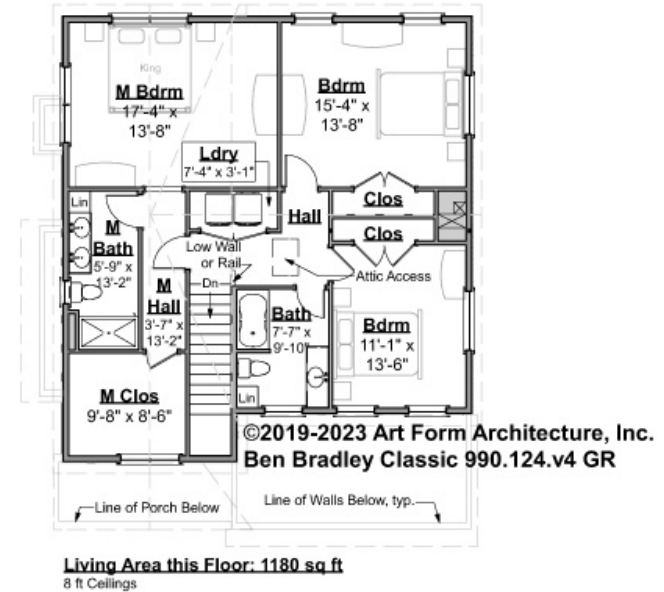 King
M Bdrm
17'-4" x
13'-8"
Bdrm
15'-4" x
13'-8"
Ldry
7'-4" x 3'-1"
Clos
Hall
Clos
Lin
M
Bath
5'-9" x
13'-2"
Low Wall
or Rail
Dn
Attic Access
M
Hall
3'-7" x
13'-2"
Bath
7'-7" x
9'-10"
Bdrm
11'-1" x
13'-6"
M Clos
9'-8" x 8'-6"
Lin
©2019-2023 Art Form Architecture, Inc.
Ben Bradley Classic 990.124.v4 GR
Line of Porch Below
Line of Walls Below, typ.
Living Area this Floor: 1180 sq ft
8 ft Ceilings